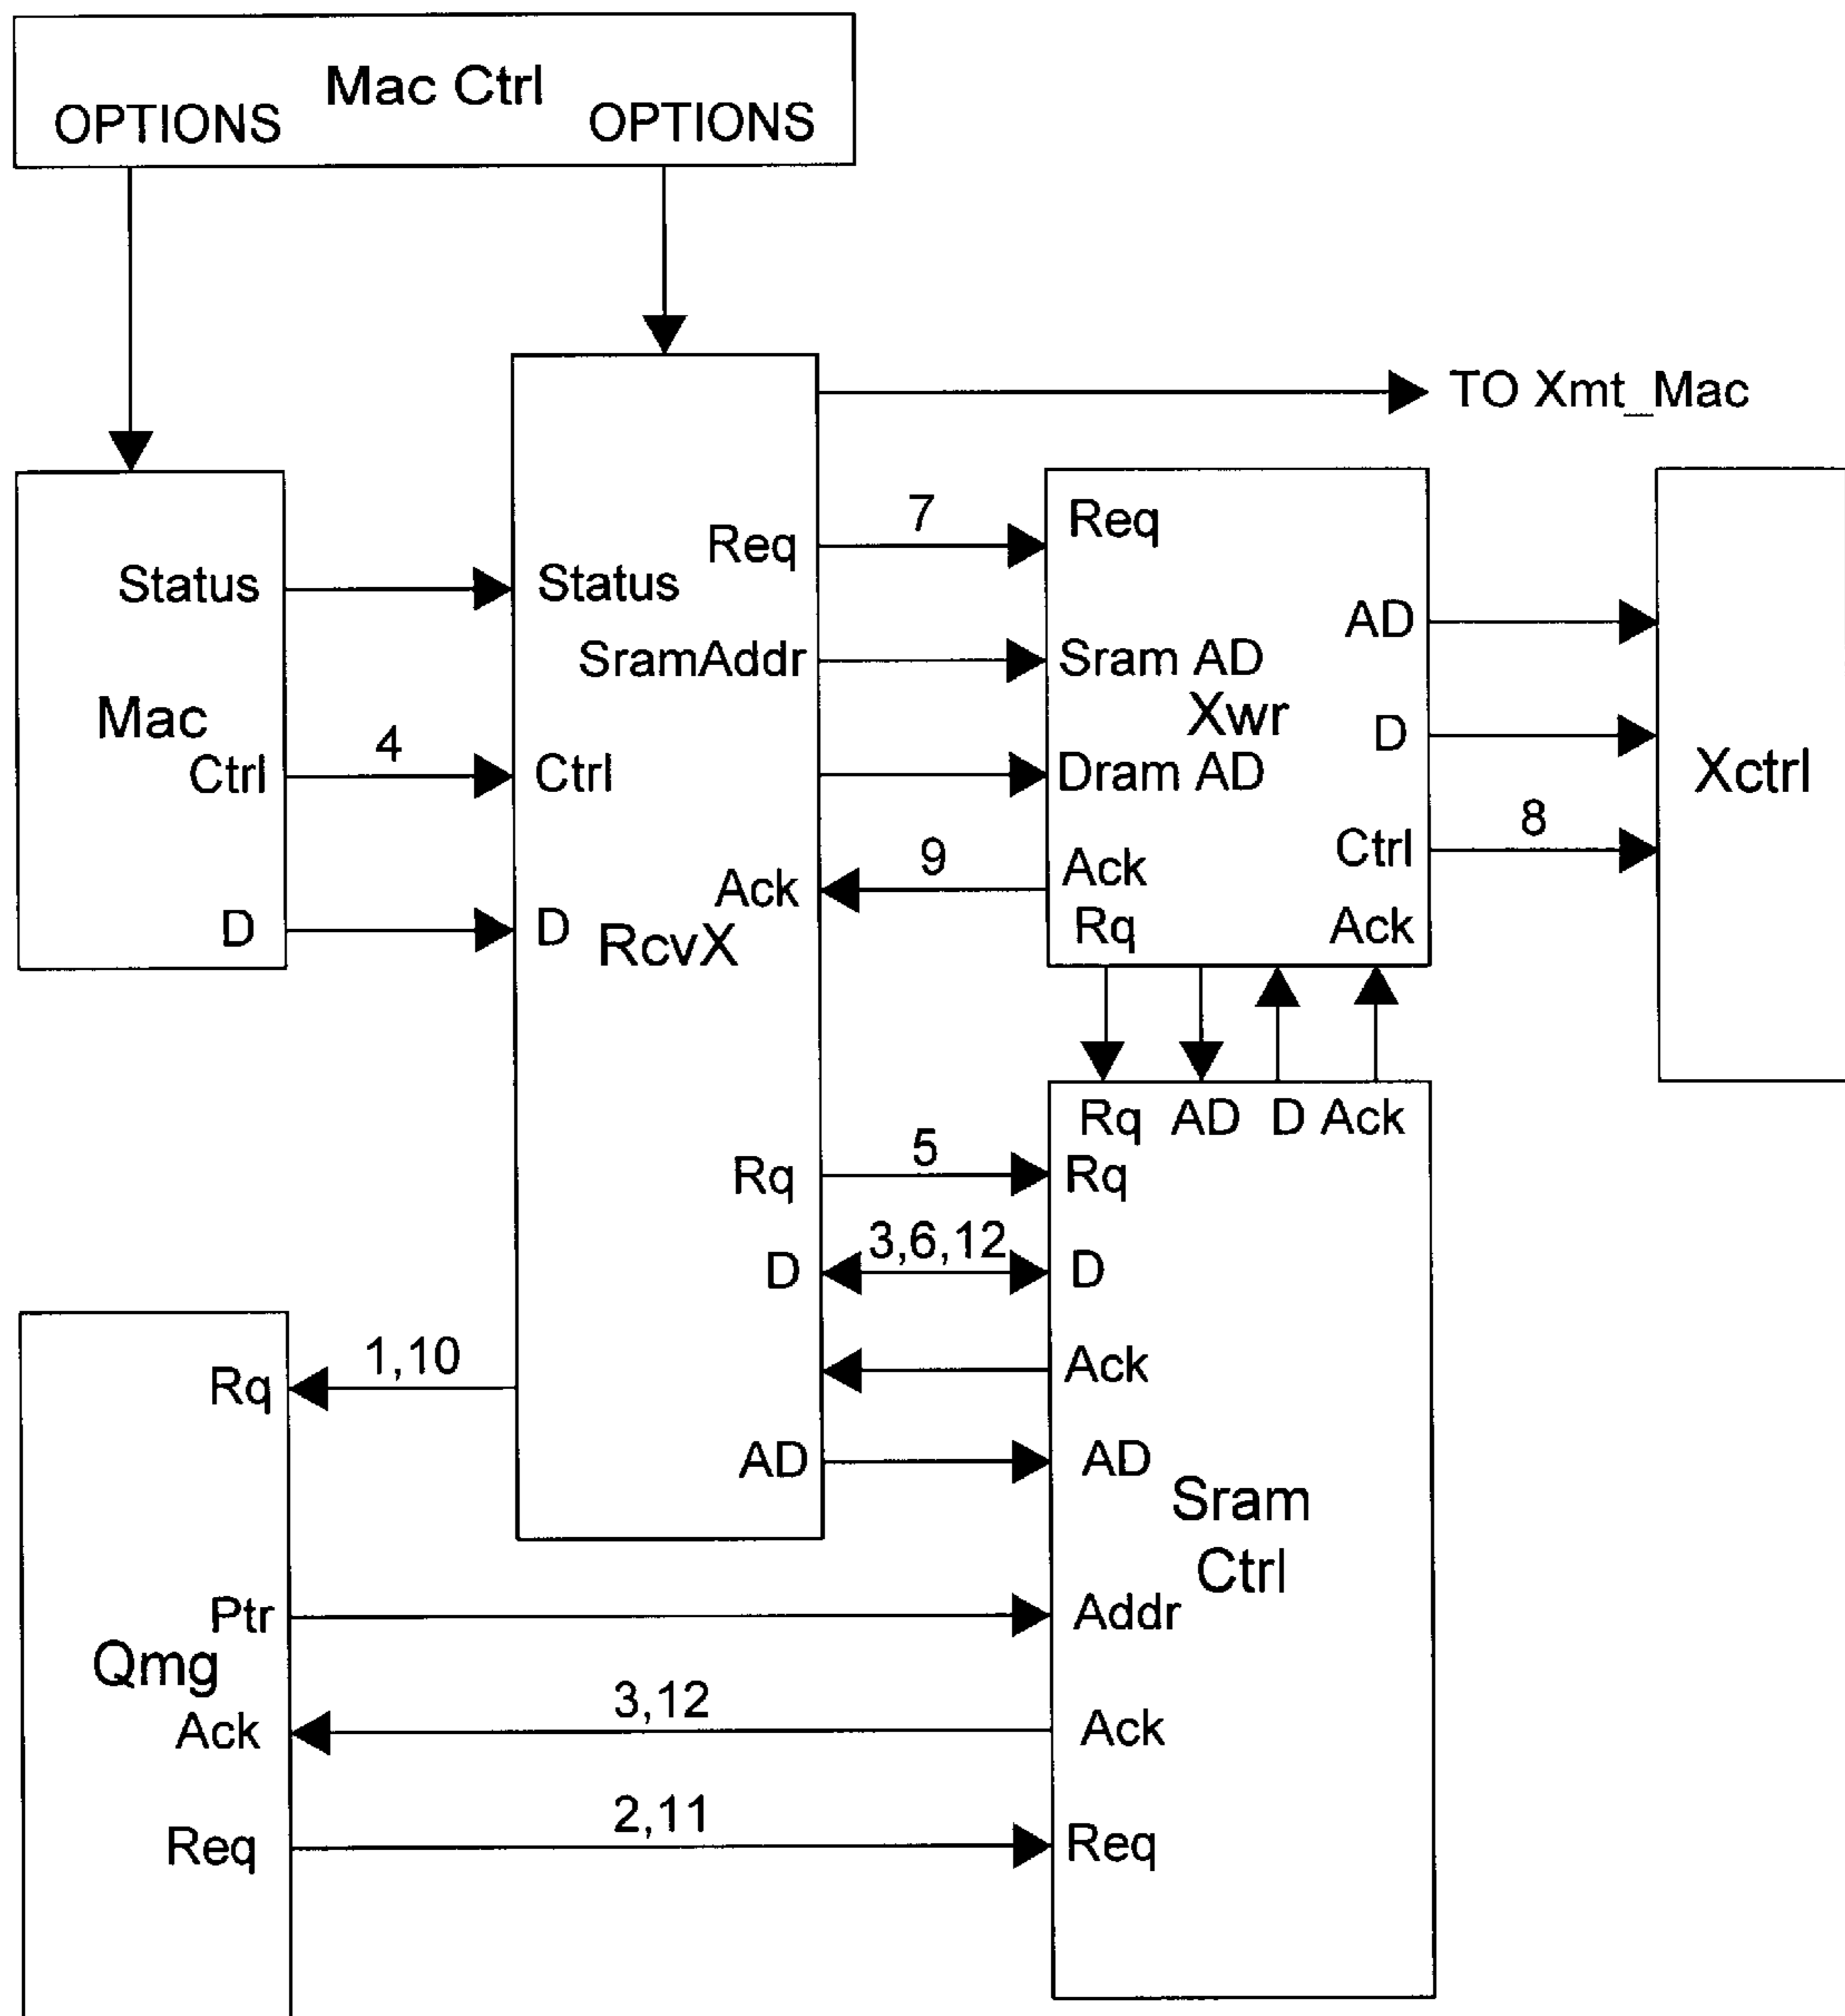 Mac Ctrl
OPTIONS OPTIONS
TO Xmt_Mac
Status
Mac
Ctrl
D
4
Status
Ctrl
D
RcvX
Req
SramAddr
Ack
Rq
D
AD
7
9
Req
Sram AD
Xwr
Dram AD
Ack
Rq
AD
D
Ctrl
Ack
8
Xctrl
Rq AD D Ack
5
3,6,12
Rq
D
Ack
AD
Sram
Ctrl
Addr
Ack
Req
1,10
Rq
Ptr
Qmg
Ack
Req
3,12
2,11